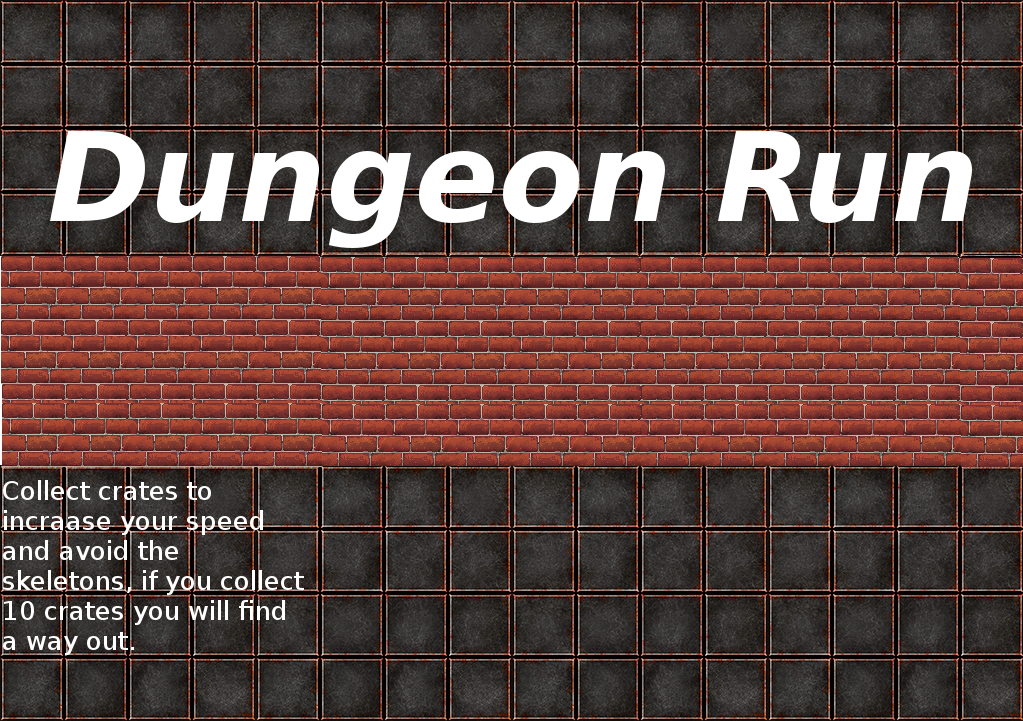 Dungeon Run
Collect crates to
incraase your speed
and avoid the
skeletons, if you collect
10 crates you will find
a way out.